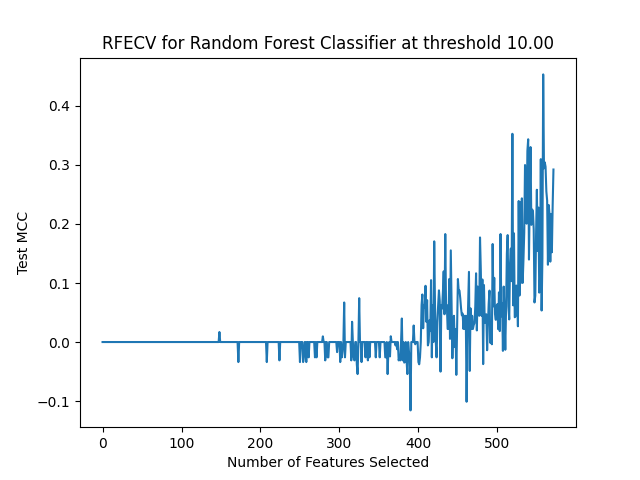 RFECV for Random Forest Classifier at threshold 10.00
0.4
0.3
0.2
0.1
0.0
−0.1
Test MCC
0 100 200 300 400 500
Number of Features Selected